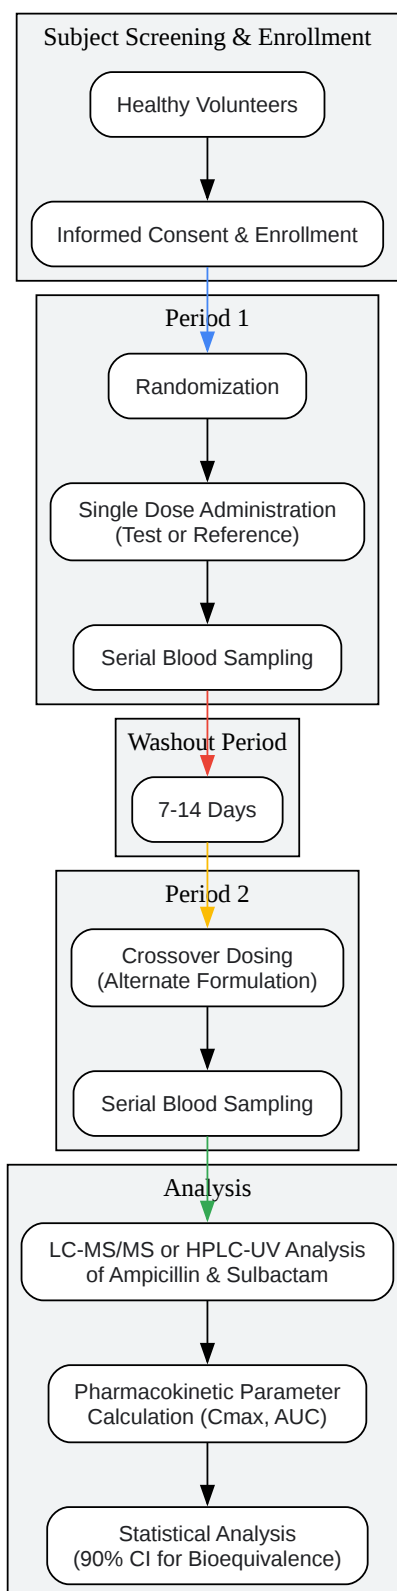 Subject Screening & Enrollment
Healthy Volunteers
Informed Consent & Enrollment
Period 1
Randomization
Single Dose Administration
(Test or Reference)
Serial Blood Sampling
Washout Period
7-14 Days
Period 2
Crossover Dosing
(Alternate Formulation)
Serial Blood Sampling
Analysis
LC-MS/MS or HPLC-UV Analysis
of Ampicillin & Sulbactam
Pharmacokinetic Parameter
Calculation (Cmax, AUC)
Statistical Analysis
(90% CI for Bioequivalence)